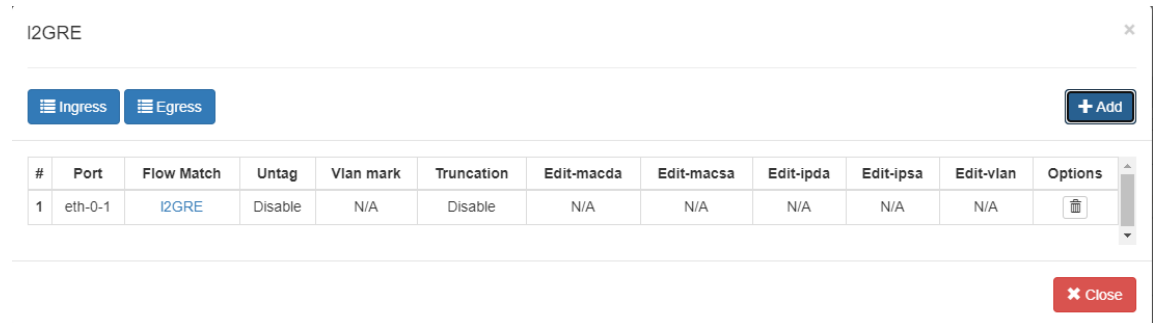 l2GRE ×
Ingress Egress Add
# Port Flow Match Untag Vlan mark Truncation Edit-macda Edit-macsa Edit-ipda Edit-ipsa Edit-vlan Options
1 eth-0-1 l2GRE Disable N/A Disable N/A N/A N/A N/A N/A
Close